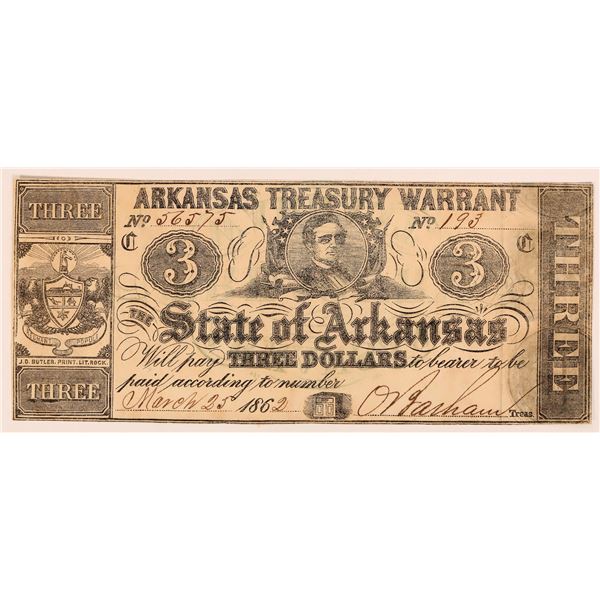 ARKANSAS TREASURY WARRANT
THREE
No 56575
No 193
C
3
3
C
THE
State of Arkansas
J.D. BUTLER. PRINT. LIT. ROCK.
Will pay THREE DOLLARS to bearer to be
paid according to number
THREE
March 25 1862
Treas.
THREE